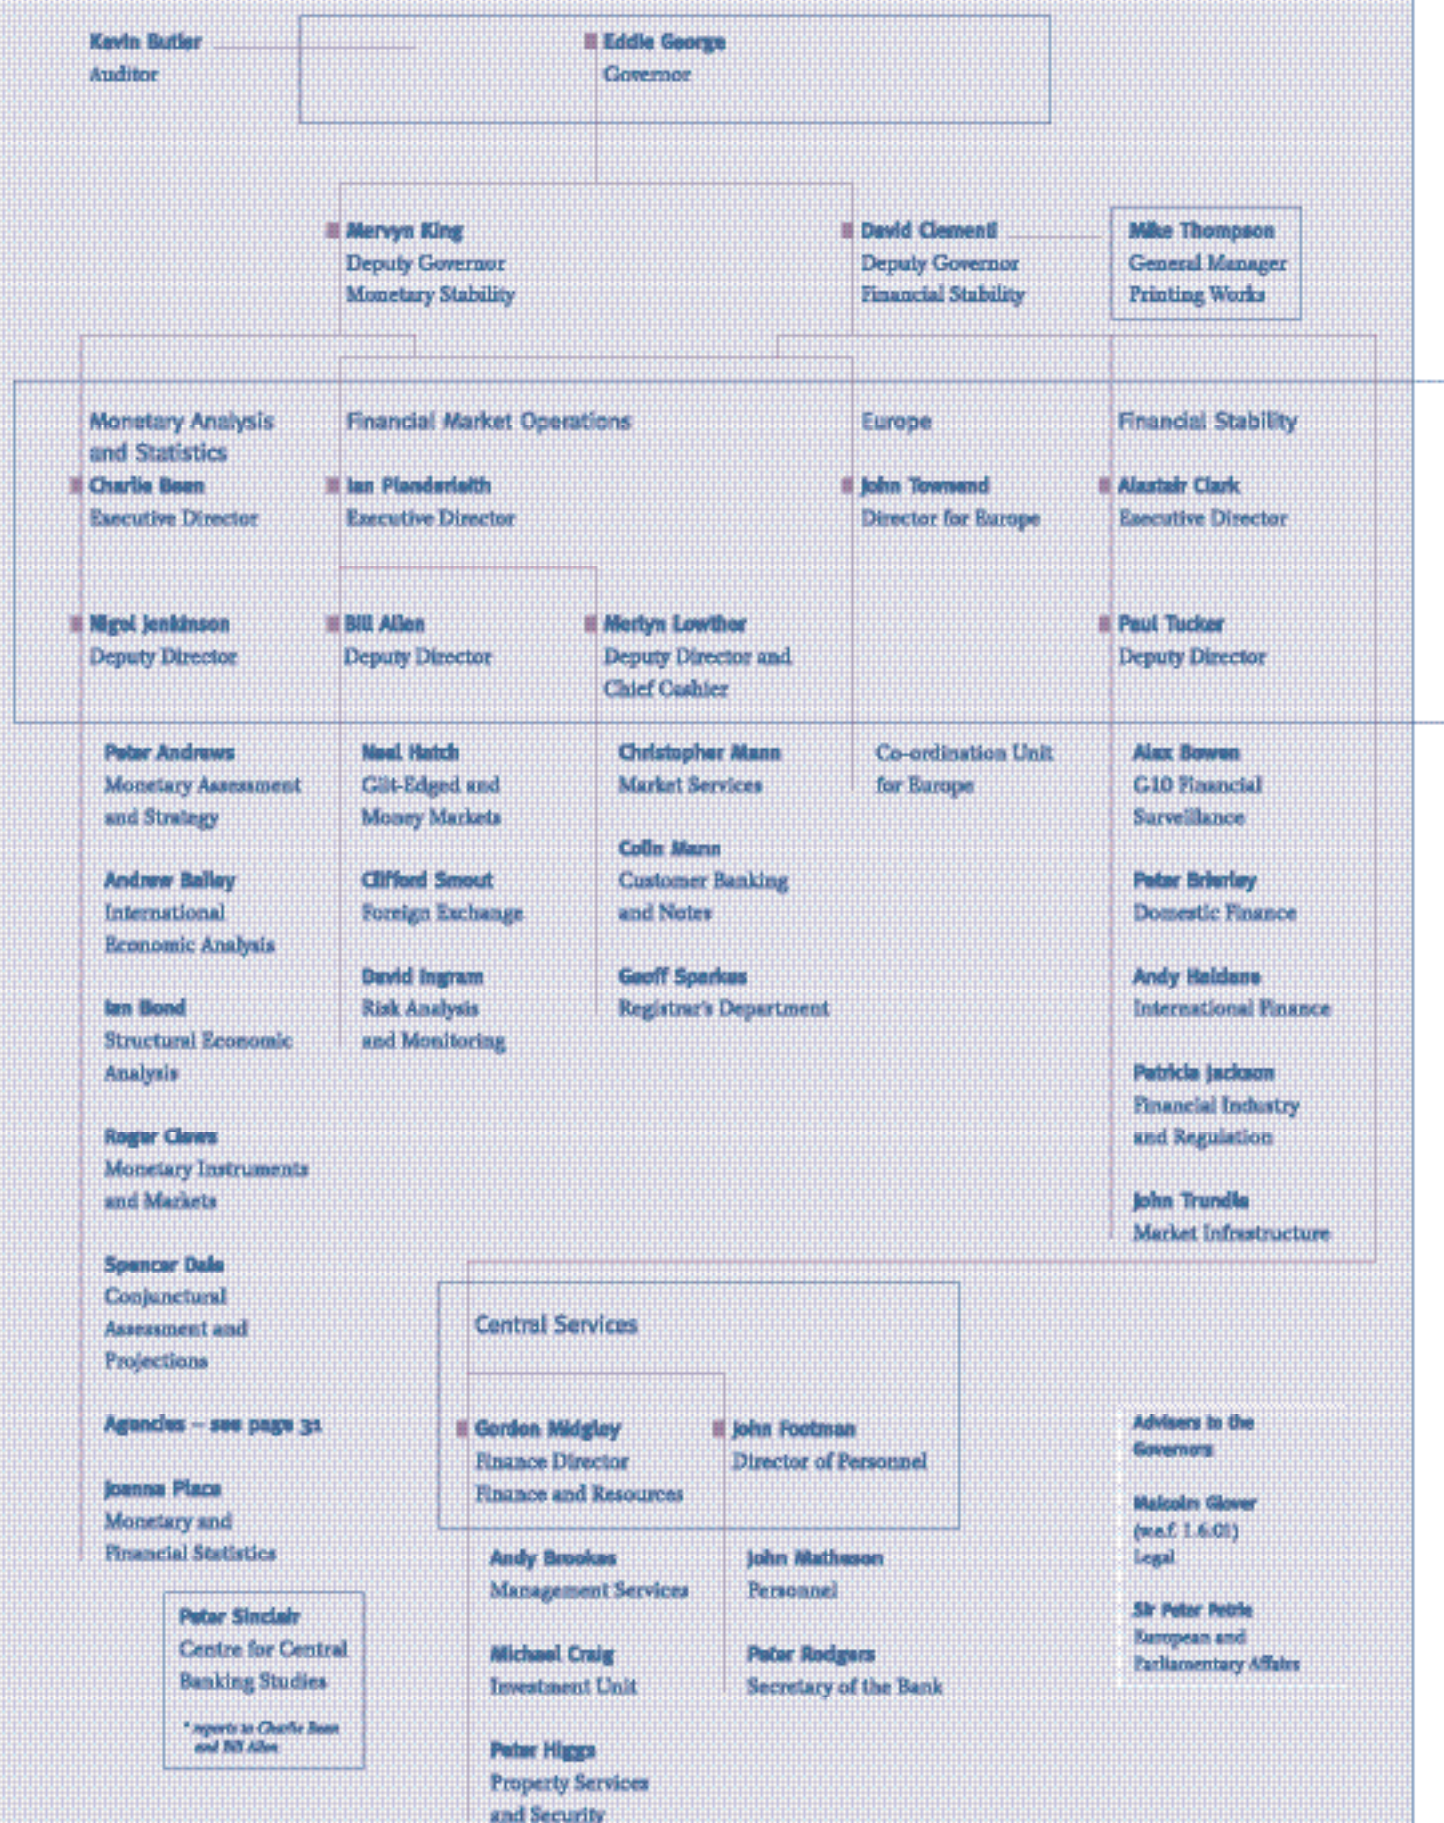 Kevin Butler
Auditor
Eddie George
Governor
Mervyn King
Deputy Governor
Monetary Stability
David Clementi
Deputy Governor
Financial Stability
Mike Thompson
General Manager
Printing Works
Monetary Analysis
and Statistics
Charlie Bean
Executive Director
Financial Market Operations
Ian Plenderleith
Executive Director
Europe
John Townend
Director for Europe
Financial Stability
Alastair Clark
Executive Director
Nigel Jenkinson
Deputy Director
Bill Allen
Deputy Director
Merlyn Lowther
Deputy Director and
Chief Cashier
Paul Tucker
Deputy Director
Peter Andrews
Monetary Assessment
and Strategy
Andrew Bailey
International
Economic Analysis
Ian Bond
Structural Economic
Analysis
Roger Clews
Monetary Instruments
and Markets
Spencer Dale
Conjunctural
Assessment and
Projections
Agencies – see page 31
Joanna Place
Monetary and
Financial Statistics
Neal Hatch
Gilt-Edged and
Money Markets
Clifford Smout
Foreign Exchange
David Ingram
Risk Analysis
and Monitoring
Christopher Mann
Market Services
Colin Mann
Customer Banking
and Notes
Geoff Sparkes
Registrar's Department
Co-ordination Unit
for Europe
Alex Bowen
G10 Financial
Surveillance
Peter Brierley
Domestic Finance
Andy Haldane
International Finance
Patricia Jackson
Financial Industry
and Regulation
John Trundle
Market Infrastructure
Central Services
Gordon Midgley
Finance Director
Finance and Resources
John Footman
Director of Personnel
Andy Brookes
Management Services
Michael Craig
Investment Unit
Peter Higgs
Property Services
and Security
John Matheson
Personnel
Peter Rodgers
Secretary of the Bank
Peter Sinclair
Centre for Central
Banking Studies
* reports to Charlie Bean
and Bill Allen
Advisers to the
Governors
Malcolm Glover
(w.e.f. 1.6.01)
Legal
Sir Peter Petrie
European and
Parliamentary Affairs